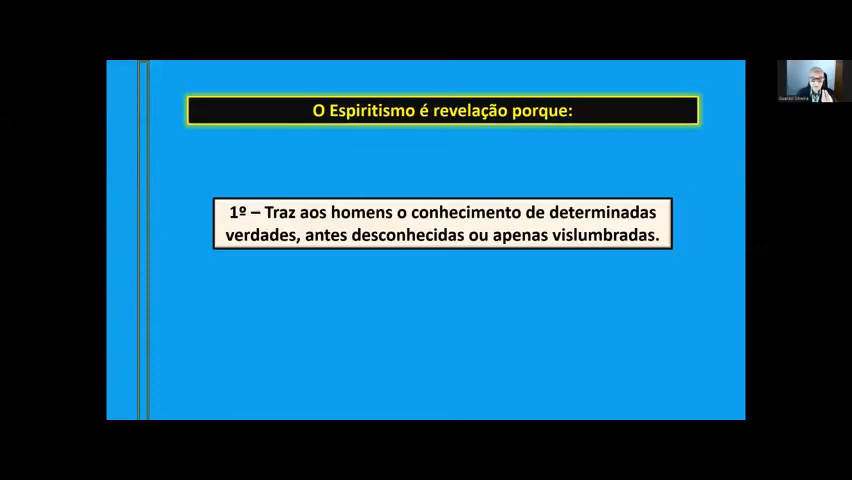 O Espiritismo é revelação porque:
1º – Traz aos homens o conhecimento de determinadas
verdades, antes desconhecidas ou apenas vislumbradas.